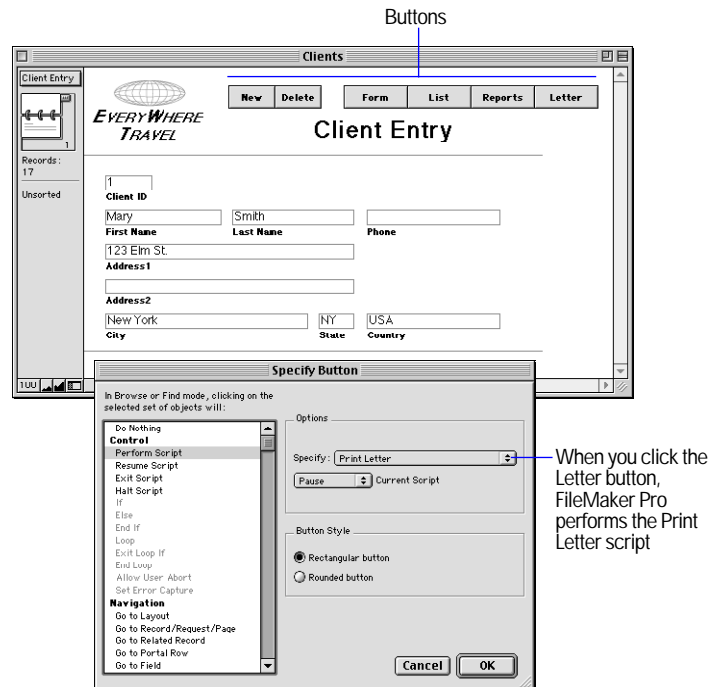 Buttons
Clients
Client Entry
1
Records:
17
Unsorted
EVERYWHERE
TRAVEL
New Delete Form List Reports Letter
Client Entry
1
Client ID
Mary Smith
First Name Last Name Phone
123 Elm St.
Address1
Address2
New York NY USA
City State Country
100
Specify Button
In Browse or Find mode, clicking on the
selected set of objects will:
Do Nothing
Control
Perform Script
Resume Script
Exit Script
Halt Script
If
Else
End If
Loop
Exit Loop If
End Loop
Allow User Abort
Set Error Capture
Navigation
Go to Layout
Go to Record/Request/Page
Go to Related Record
Go to Portal Row
Go to Field
Options
Specify: Print Letter
Pause Current Script
Button Style
Rectangular button
Rounded button
Cancel OK
When you click the
Letter button,
FileMaker Pro
performs the Print
Letter script